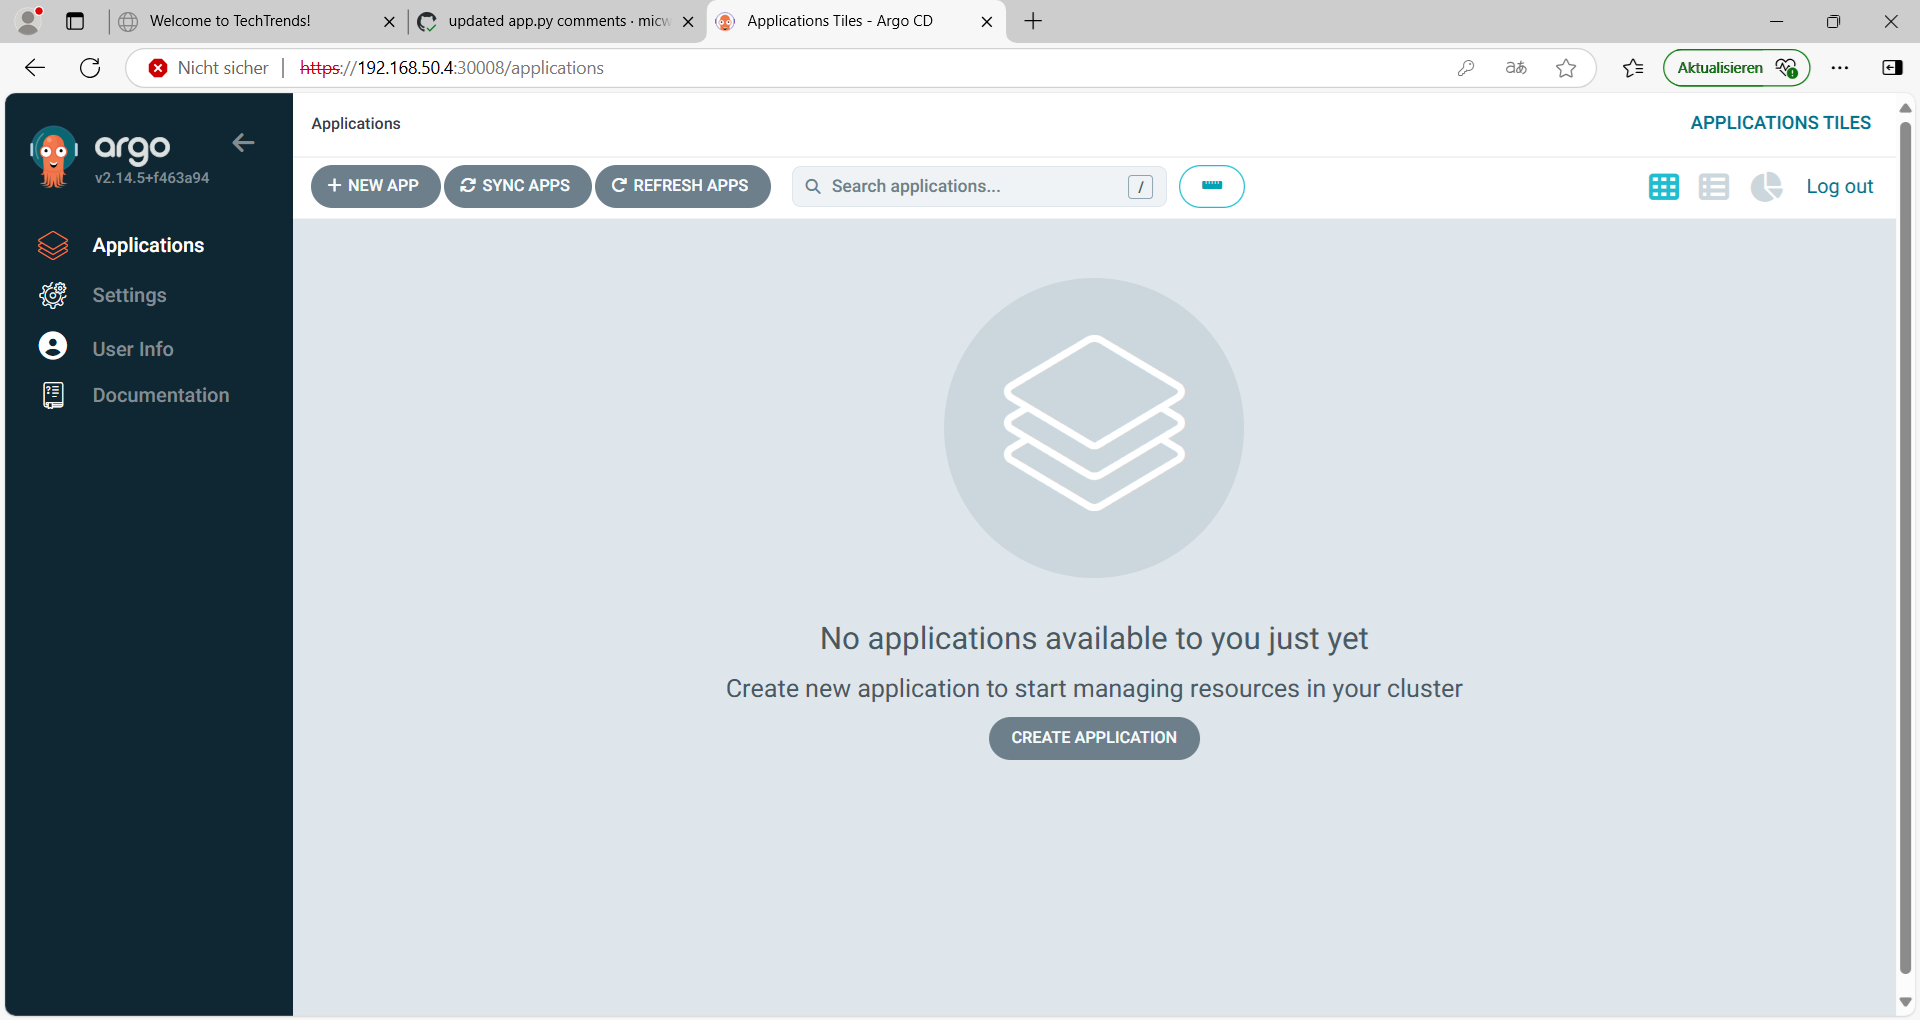 Welcome to TechTrends!
updated app.py comments · micw
Applications Tiles - Argo CD
Nicht sicher
https://192.168.50.4:30008/applications
aあ
Aktualisieren
argo
v2.14.5+f463a94
Applications
Settings
User Info
Documentation
Applications
APPLICATIONS TILES
+ NEW APP
SYNC APPS
REFRESH APPS
Search applications...
/
Log out
No applications available to you just yet
Create new application to start managing resources in your cluster
CREATE APPLICATION